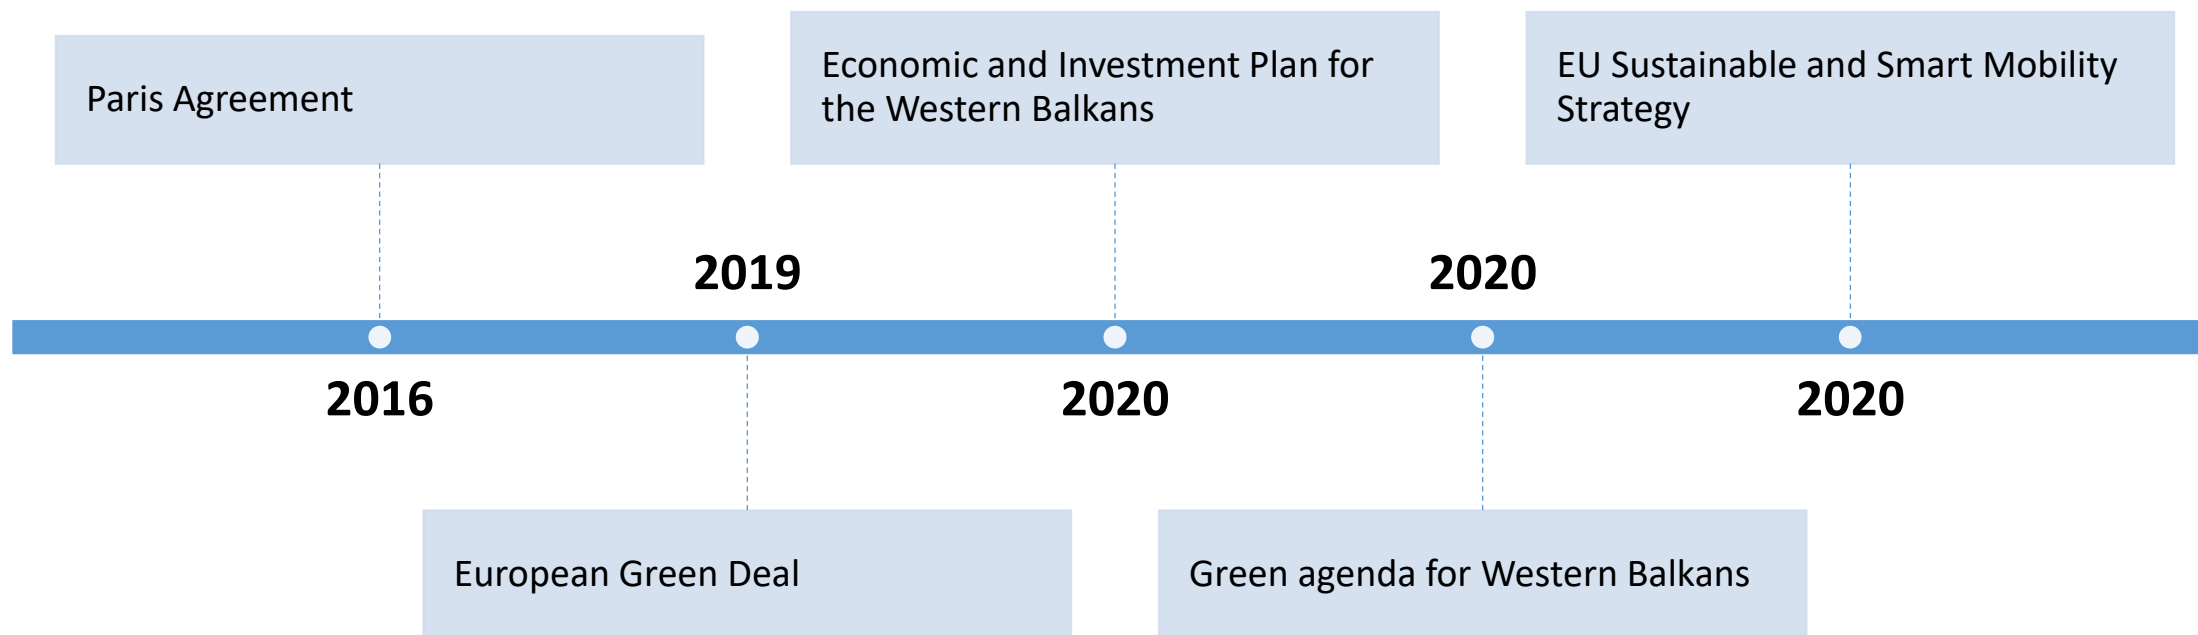 Paris Agreement
Economic and Investment Plan for
the Western Balkans
EU Sustainable and Smart Mobility
Strategy
2019
2020
2016
2020
2020
European Green Deal
Green agenda for Western Balkans